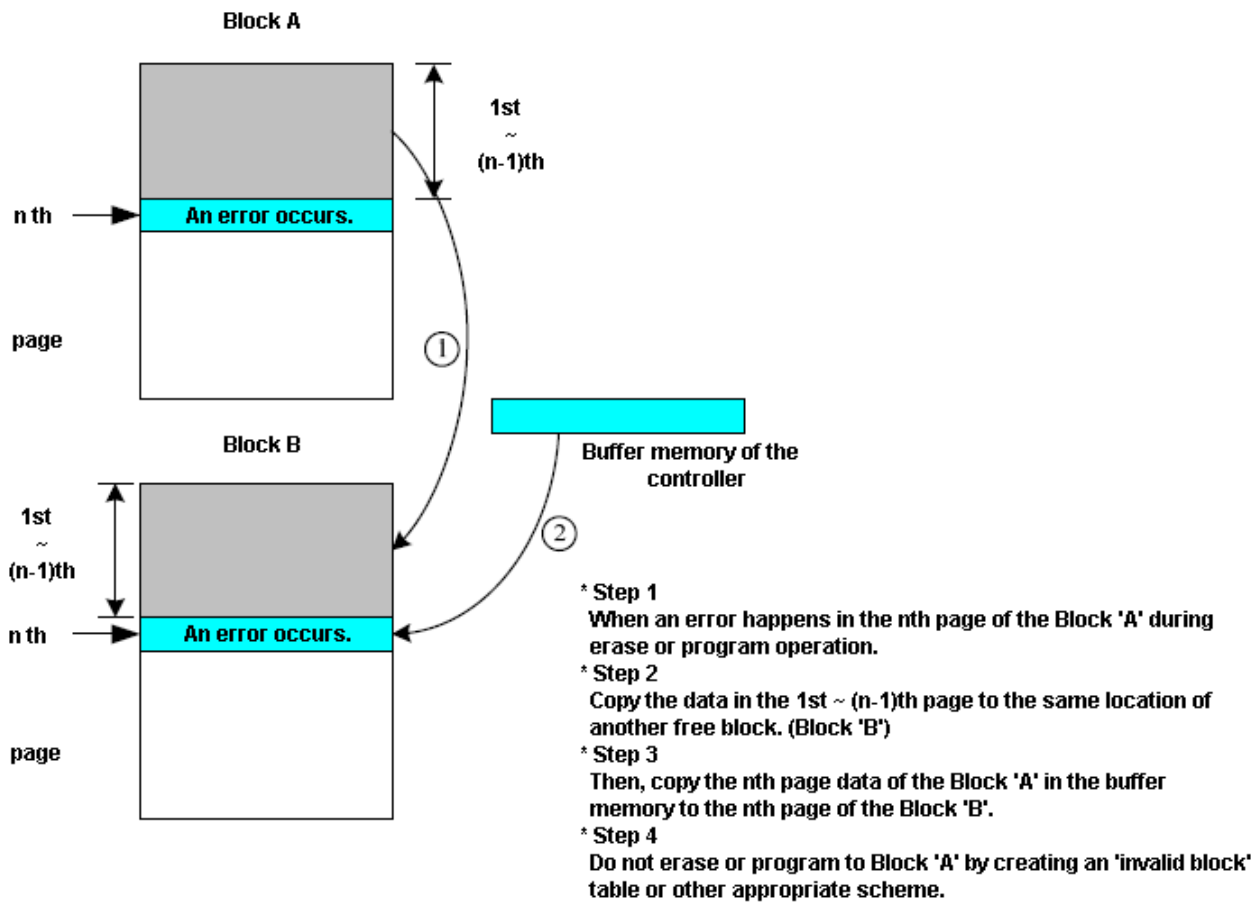 Block A
1st
~
(n-1)th
n th
An error occurs.
page
1
Block B
Buffer memory of the
controller
1st
~
(n-1)th
2
n th
An error occurs.
page
* Step 1
When an error happens in the nth page of the Block 'A' during
erase or program operation.
* Step 2
Copy the data in the 1st ~ (n-1)th page to the same location of
another free block. (Block 'B')
* Step 3
Then, copy the nth page data of the Block 'A' in the buffer
memory to the nth page of the Block 'B'.
* Step 4
Do not erase or program to Block 'A' by creating an 'invalid block'
table or other appropriate scheme.